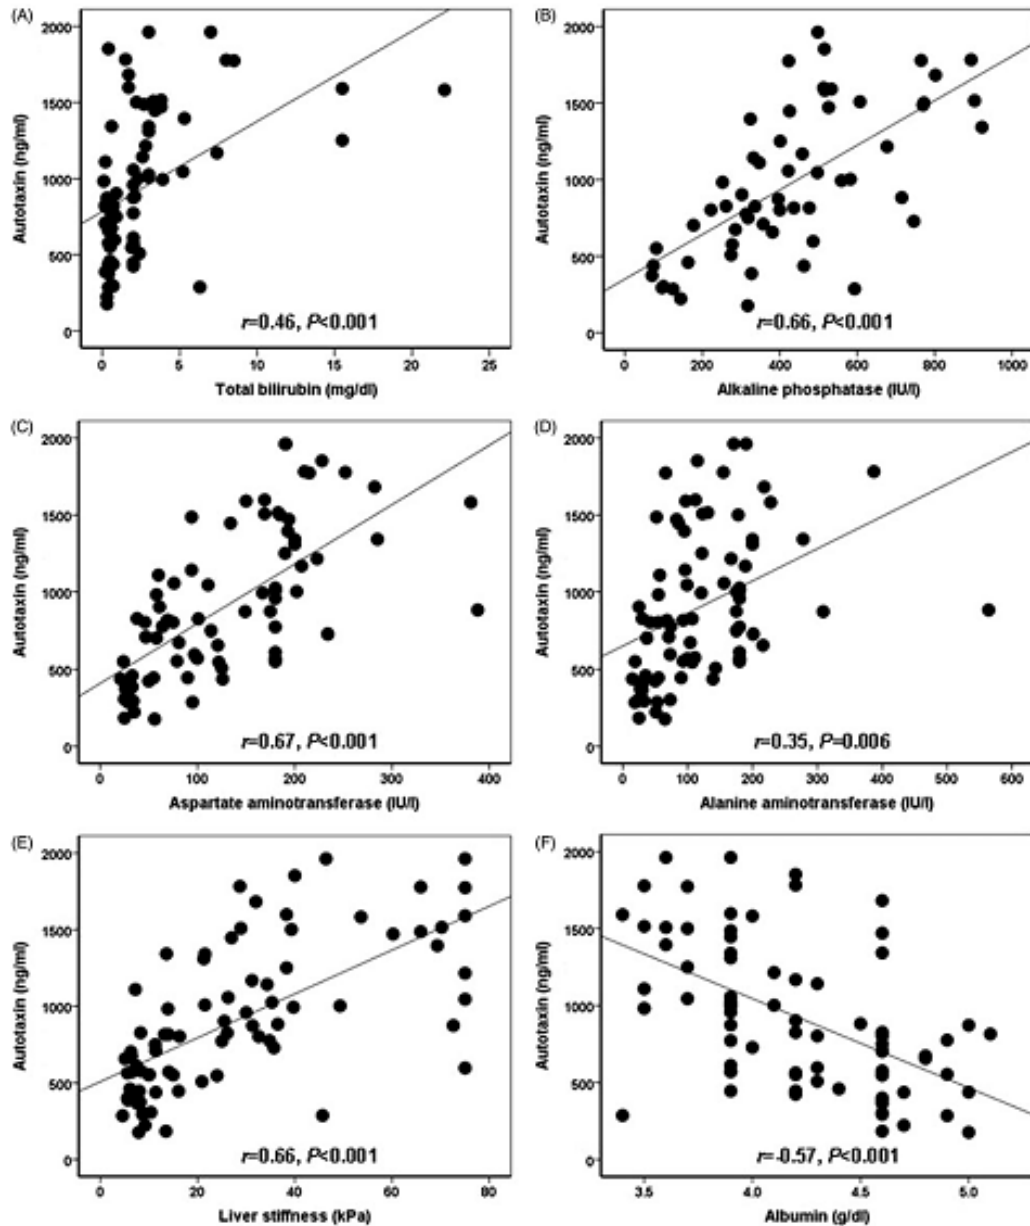 (A)
2000
1500
1000
500
0
Autotaxin (ng/ml)
r=0.46, P<0.001
0 5 10 15 20 25
Total bilirubin (mg/dl)
(B)
2000
1500
1000
500
0
Autotaxin (ng/ml)
r=0.66, P<0.001
0 200 400 600 800 1000
Alkaline phosphatase (IU/l)
(C)
2000
1500
1000
500
0
Autotaxin (ng/ml)
r=0.67, P<0.001
0 100 200 300 400
Aspartate aminotransferase (IU/l)
(D)
2000
1500
1000
500
0
Autotaxin (ng/ml)
r=0.35, P=0.006
0 100 200 300 400 500 600
Alanine aminotransferase (IU/l)
(E)
2000
1500
1000
500
0
Autotaxin (ng/ml)
r=0.66, P<0.001
0 20 40 60 80
Liver stiffness (kPa)
(F)
2000
1500
1000
500
0
Autotaxin (ng/ml)
r=-0.57, P<0.001
3.5 4.0 4.5 5.0
Albumin (g/dl)